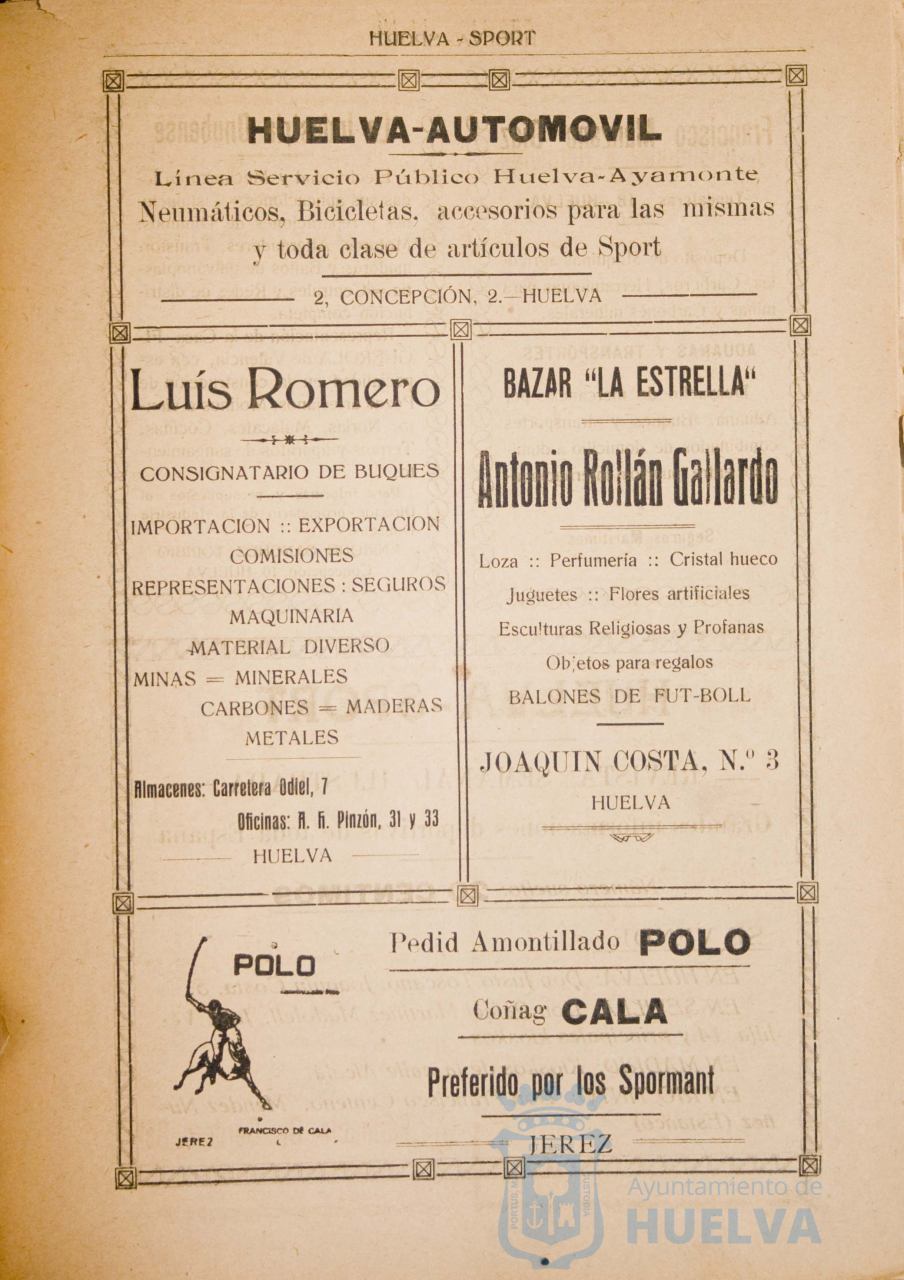 HUELVA - SPORT
HUELVA-AUTOMOVIL
Línea Servicio Público Huelva-Ayamonte
Neumáticos, Bicicletas, accesorios para las mismas
y toda clase de artículos de Sport
2, CONCEPCIÓN, 2.—HUELVA
Luís Romero
CONSIGNATARIO DE BUQUES
IMPORTACION :: EXPORTACION
COMISIONES
REPRESENTACIONES : SEGUROS
MAQUINARIA
MATERIAL DIVERSO
MINAS = MINERALES
CARBONES = MADERAS
METALES
Almacenes: Carretera Odiel, 7
Oficinas: A. H. Pinzón, 31 y 33
HUELVA
BAZAR “LA ESTRELLA“
Antonio Rollán Gallardo
Loza :: Perfumería :: Cristal hueco
Juguetes :: Flores artificiales
Esculturas Religiosas y Profanas
Objetos para regalos
BALONES DE FUT-BOLL
JOAQUIN COSTA, N.º 3
HUELVA
POLO
FRANCISCO DE CALA
JEREZ
Pedid Amontillado POLO
Coñag CALA
Preferido por los Spormant
JEREZ
Ayuntamiento de
HUELVA